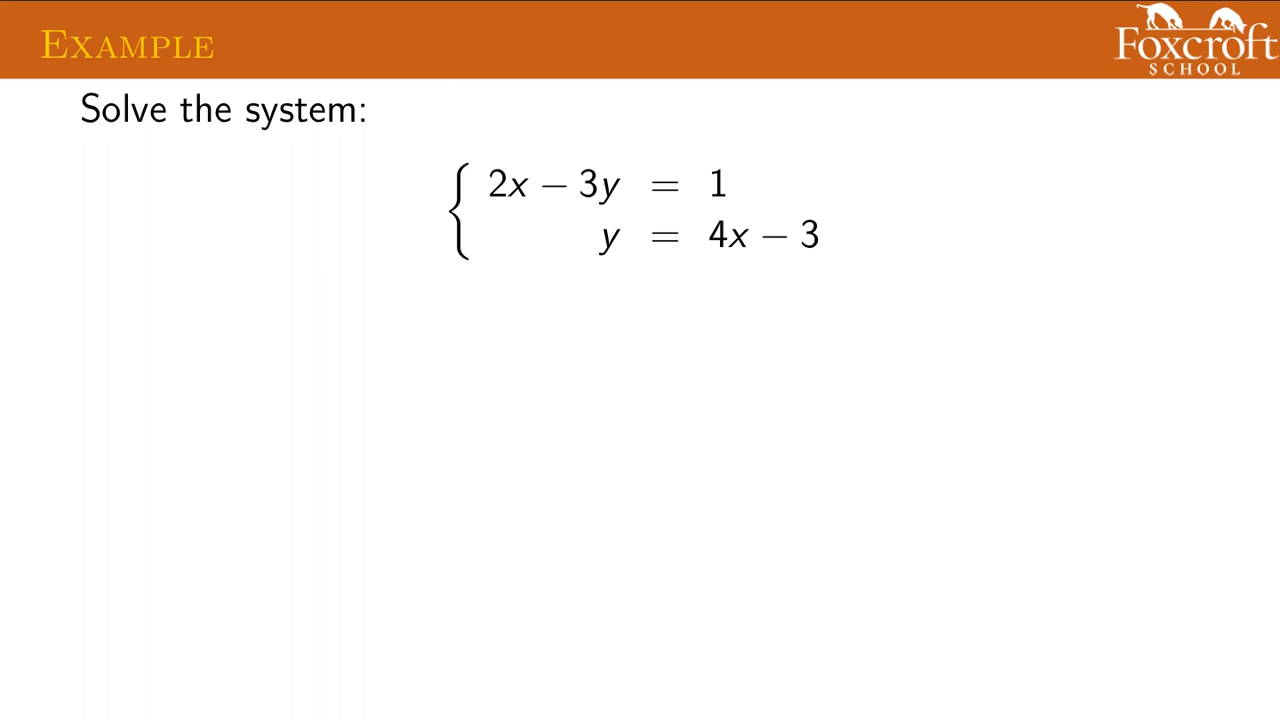 EXAMPLE
Foxcroft
SCHOOL
Solve the system:
2x − 3y = 1
y = 4x − 3